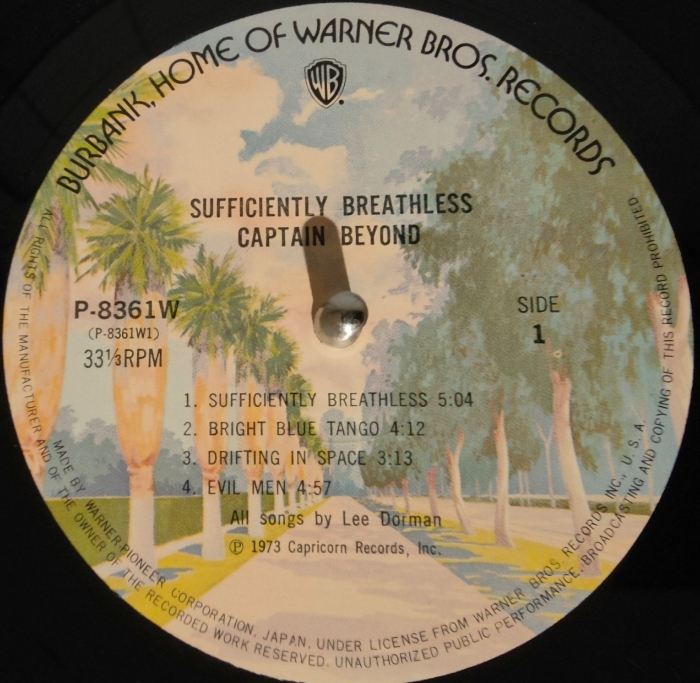 BURBANK, HOME OF WARNER BROS. RECORDS
WB
SUFFICIENTLY BREATHLESS
CAPTAIN BEYOND
P-8361W
(P-8361W1)
33⅓RPM
SIDE
1
1. SUFFICIENTLY BREATHLESS 5:04
2. BRIGHT BLUE TANGO 4:12
3. DRIFTING IN SPACE 3:13
4. EVIL MEN 4:57
All songs by Lee Dorman
℗ 1973 Capricorn Records, Inc.
MADE BY WARNER-PIONEER CORPORATION, JAPAN, UNDER LICENSE FROM WARNER BROS. RECORDS INC., U. S. A.
ALL RIGHTS OF THE MANUFACTURER AND OF THE OWNER OF THE RECORDED WORK RESERVED. UNAUTHORIZED PUBLIC PERFORMANCE, BROADCASTING AND COPYING OF THIS RECORD PROHIBITED